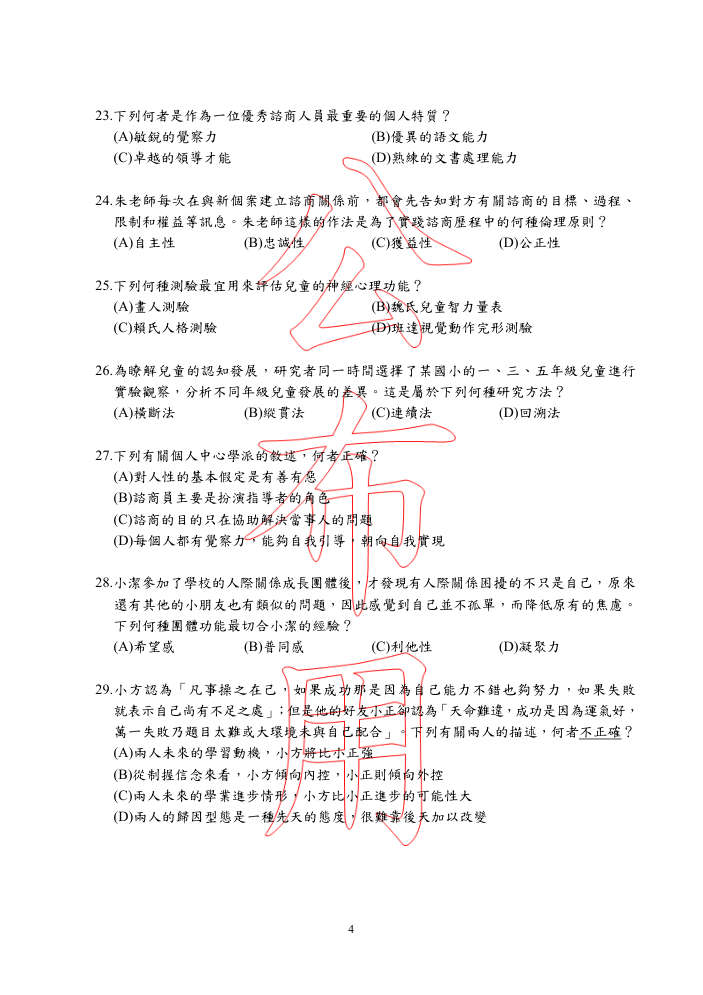 23.下列何者是作為一位優秀諮商人員最重要的個人特質？
(A)敏銳的覺察力 (B)優異的語文能力
(C)卓越的領導才能 (D)熟練的文書處理能力
24.朱老師每次在與新個案建立諮商關係前，都會先告知對方有關諮商的目標、過程、
限制和權益等訊息。朱老師這樣的作法是為了實踐諮商歷程中的何種倫理原則？
(A)自主性 (B)忠誠性 (C)獲益性 (D)公正性
25.下列何種測驗最宜用來評估兒童的神經心理功能？
(A)畫人測驗 (B)魏氏兒童智力量表
(C)賴氏人格測驗 (D)班達視覺動作完形測驗
26.為瞭解兒童的認知發展，研究者同一時間選擇了某國小的一、三、五年級兒童進行
實驗觀察，分析不同年級兒童發展的差異。這是屬於下列何種研究方法？
(A)橫斷法 (B)縱貫法 (C)連續法 (D)回溯法
27.下列有關個人中心學派的敘述，何者正確？
(A)對人性的基本假定是有善有惡
(B)諮商員主要是扮演指導者的角色
(C)諮商的目的只在協助解決當事人的問題
(D)每個人都有覺察力，能夠自我引導，朝向自我實現
28.小潔參加了學校的人際關係成長團體後，才發現有人際關係困擾的不只是自己，原來
還有其他的小朋友也有類似的問題，因此感覺到自己並不孤單，而降低原有的焦慮。
下列何種團體功能最切合小潔的經驗？
(A)希望感 (B)普同感 (C)利他性 (D)凝聚力
29.小方認為「凡事操之在己，如果成功那是因為自己能力不錯也夠努力，如果失敗
就表示自己尚有不足之處」；但是他的好友小正卻認為「天命難違，成功是因為運氣好，
萬一失敗乃題目太難或大環境未與自己配合」。下列有關兩人的描述，何者不正確？
(A)兩人未來的學習動機，小方將比小正強
(B)從制握信念來看，小方傾向內控，小正則傾向外控
(C)兩人未來的學業進步情形，小方比小正進步的可能性大
(D)兩人的歸因型態是一種先天的態度，很難靠後天加以改變
公布用
4